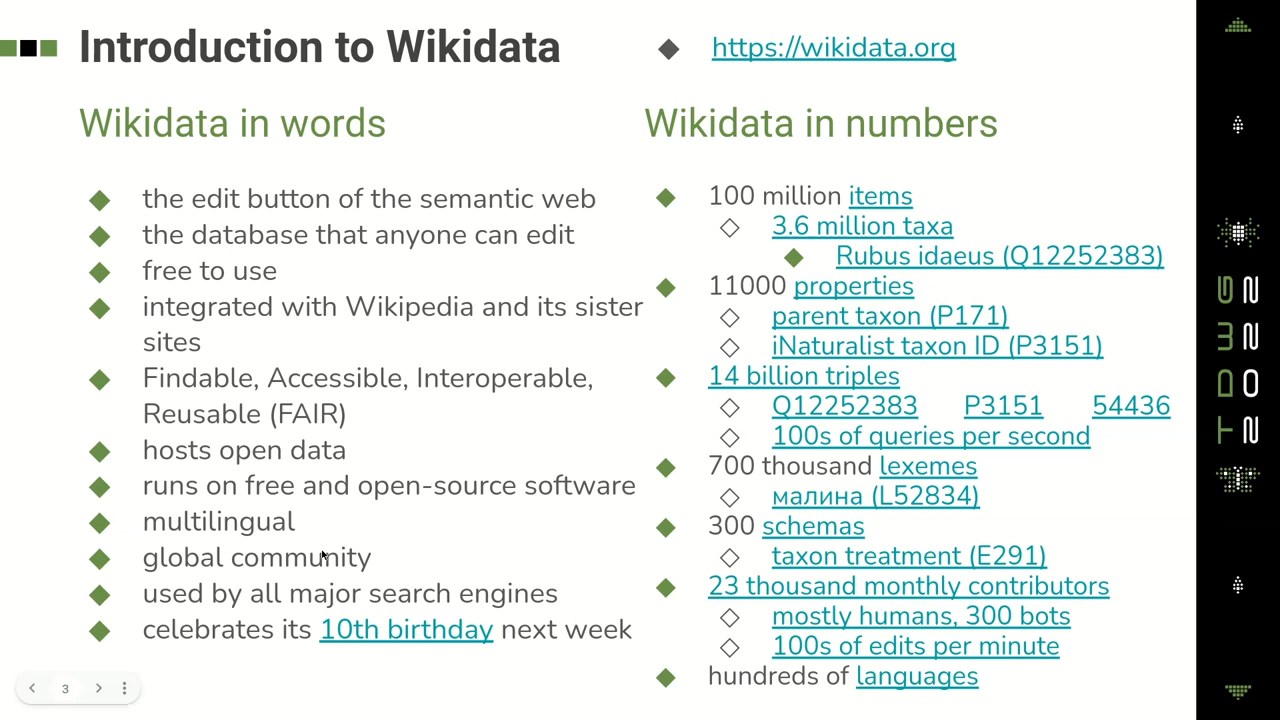 Introduction to Wikidata
https://wikidata.org
Wikidata in words
the edit button of the semantic web
the database that anyone can edit
free to use
integrated with Wikipedia and its sister
sites
Findable, Accessible, Interoperable,
Reusable (FAIR)
hosts open data
runs on free and open-source software
multilingual
global community
used by all major search engines
celebrates its 10th birthday next week
Wikidata in numbers
100 million items
3.6 million taxa
Rubus idaeus (Q12252383)
11000 properties
parent taxon (P171)
iNaturalist taxon ID (P3151)
14 billion triples
Q12252383 P3151 54436
100s of queries per second
700 thousand lexemes
малина (L52834)
300 schemas
taxon treatment (E291)
23 thousand monthly contributors
mostly humans, 300 bots
100s of edits per minute
hundreds of languages
3